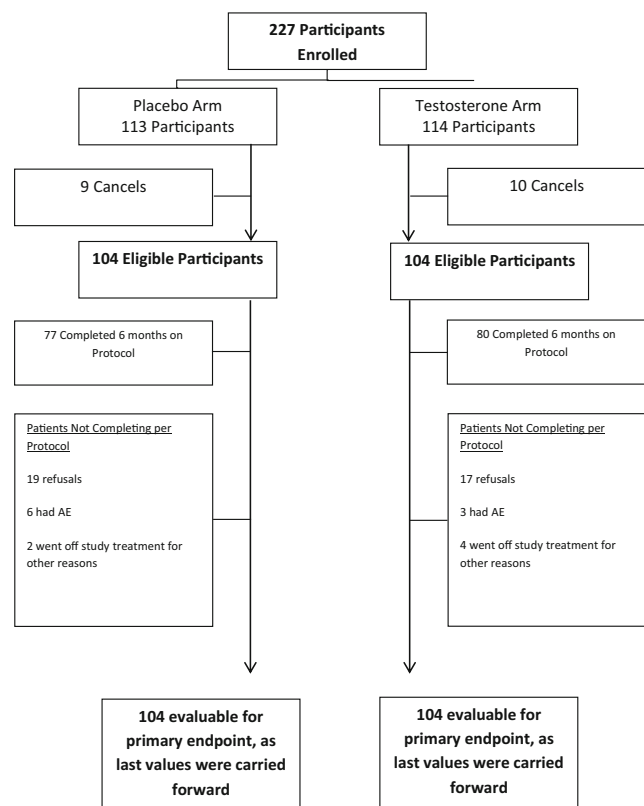 227 Participants
Enrolled
Placebo Arm
113 Participants
Testosterone Arm
114 Participants
9 Cancels
10 Cancels
104 Eligible Participants
104 Eligible Participants
77 Completed 6 months on
Protocol
80 Completed 6 months on
Protocol
Patients Not Completing per
Protocol
19 refusals
6 had AE
2 went off study treatment for
other reasons
Patients Not Completing per
Protocol
17 refusals
3 had AE
4 went off study treatment for
other reasons
104 evaluable for
primary endpoint, as
last values were carried
forward
104 evaluable for
primary endpoint, as
last values were carried
forward